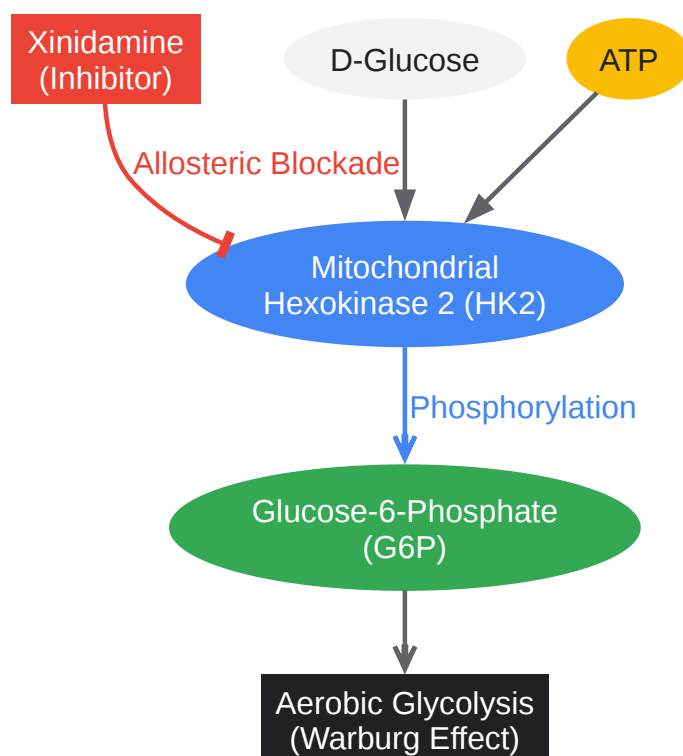 Xinidamine
(Inhibitor)
D-Glucose
ATP
Allosteric Blockade
Mitochondrial
Hexokinase 2 (HK2)
Phosphorylation
Glucose-6-Phosphate
(G6P)
Aerobic Glycolysis
(Warburg Effect)